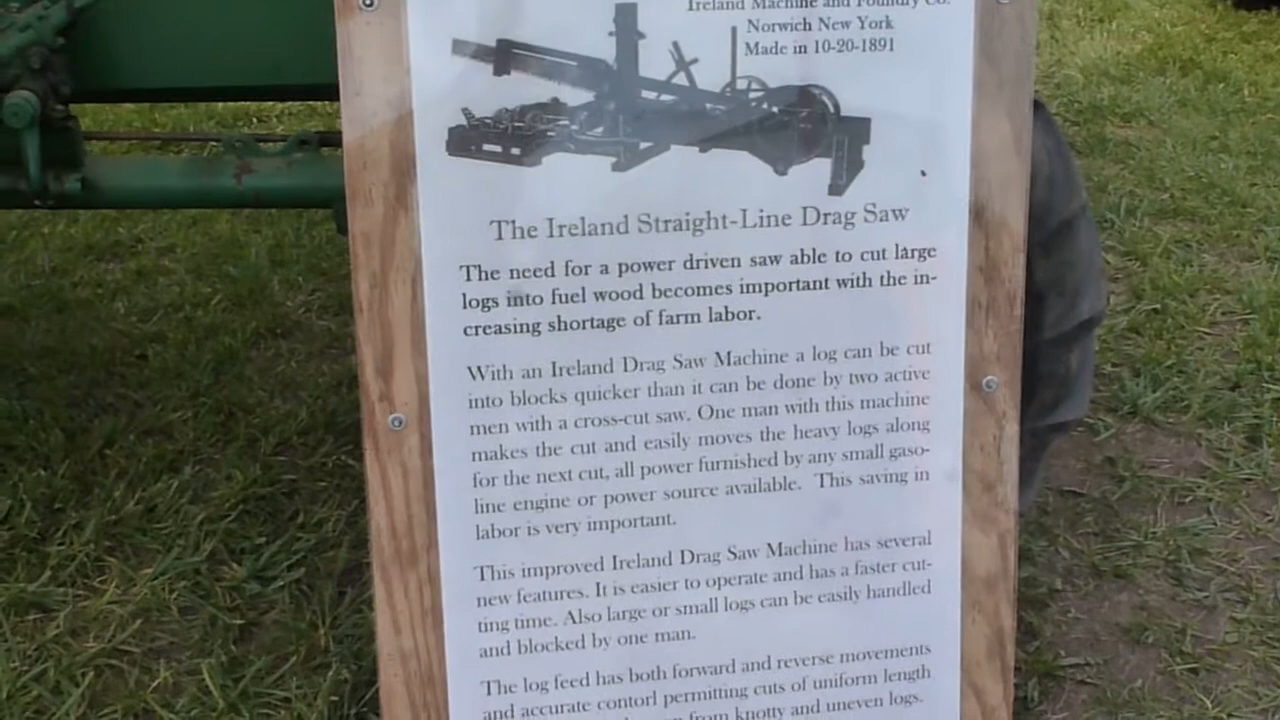 Ireland Machine and Foundry Co.
Norwich New York
Made in 10-20-1891
The Ireland Straight-Line Drag Saw
The need for a power driven saw able to cut large
logs into fuel wood becomes important with the in-
creasing shortage of farm labor.
With an Ireland Drag Saw Machine a log can be cut
into blocks quicker than it can be done by two active
men with a cross-cut saw. One man with this machine
makes the cut and easily moves the heavy logs along
for the next cut, all power furnished by any small gaso-
line engine or power source available. This saving in
labor is very important.
This improved Ireland Drag Saw Machine has several
new features. It is easier to operate and has a faster cut-
ting time. Also large or small logs can be easily handled
and blocked by one man.
The log feed has both forward and reverse movements
and accurate contorl permitting cuts of uniform length
from knotty and uneven logs.